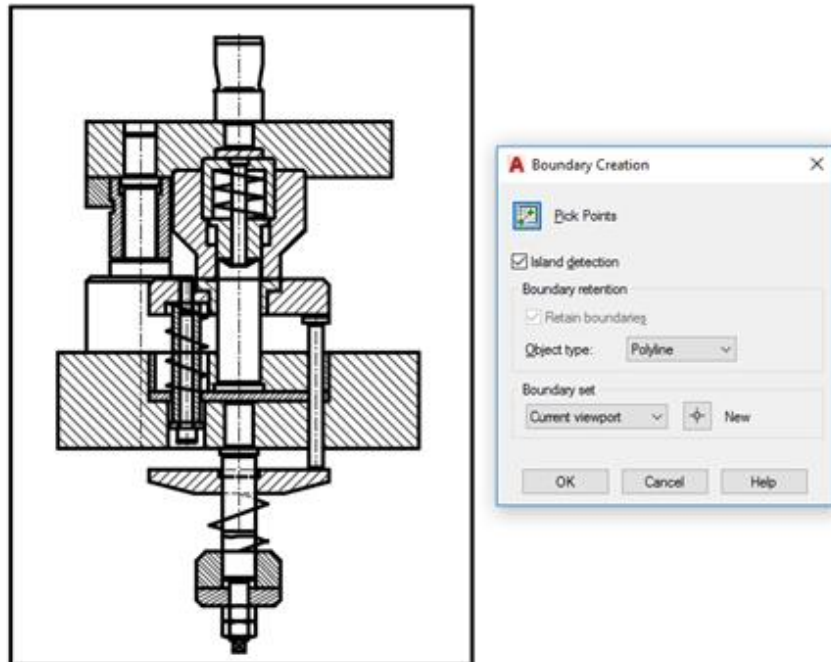 A Boundary Creation
Pick Points
Island detection
Boundary retention
Retain boundaries
Object type: Polyline
Boundary set
Current viewport New
OK Cancel Help